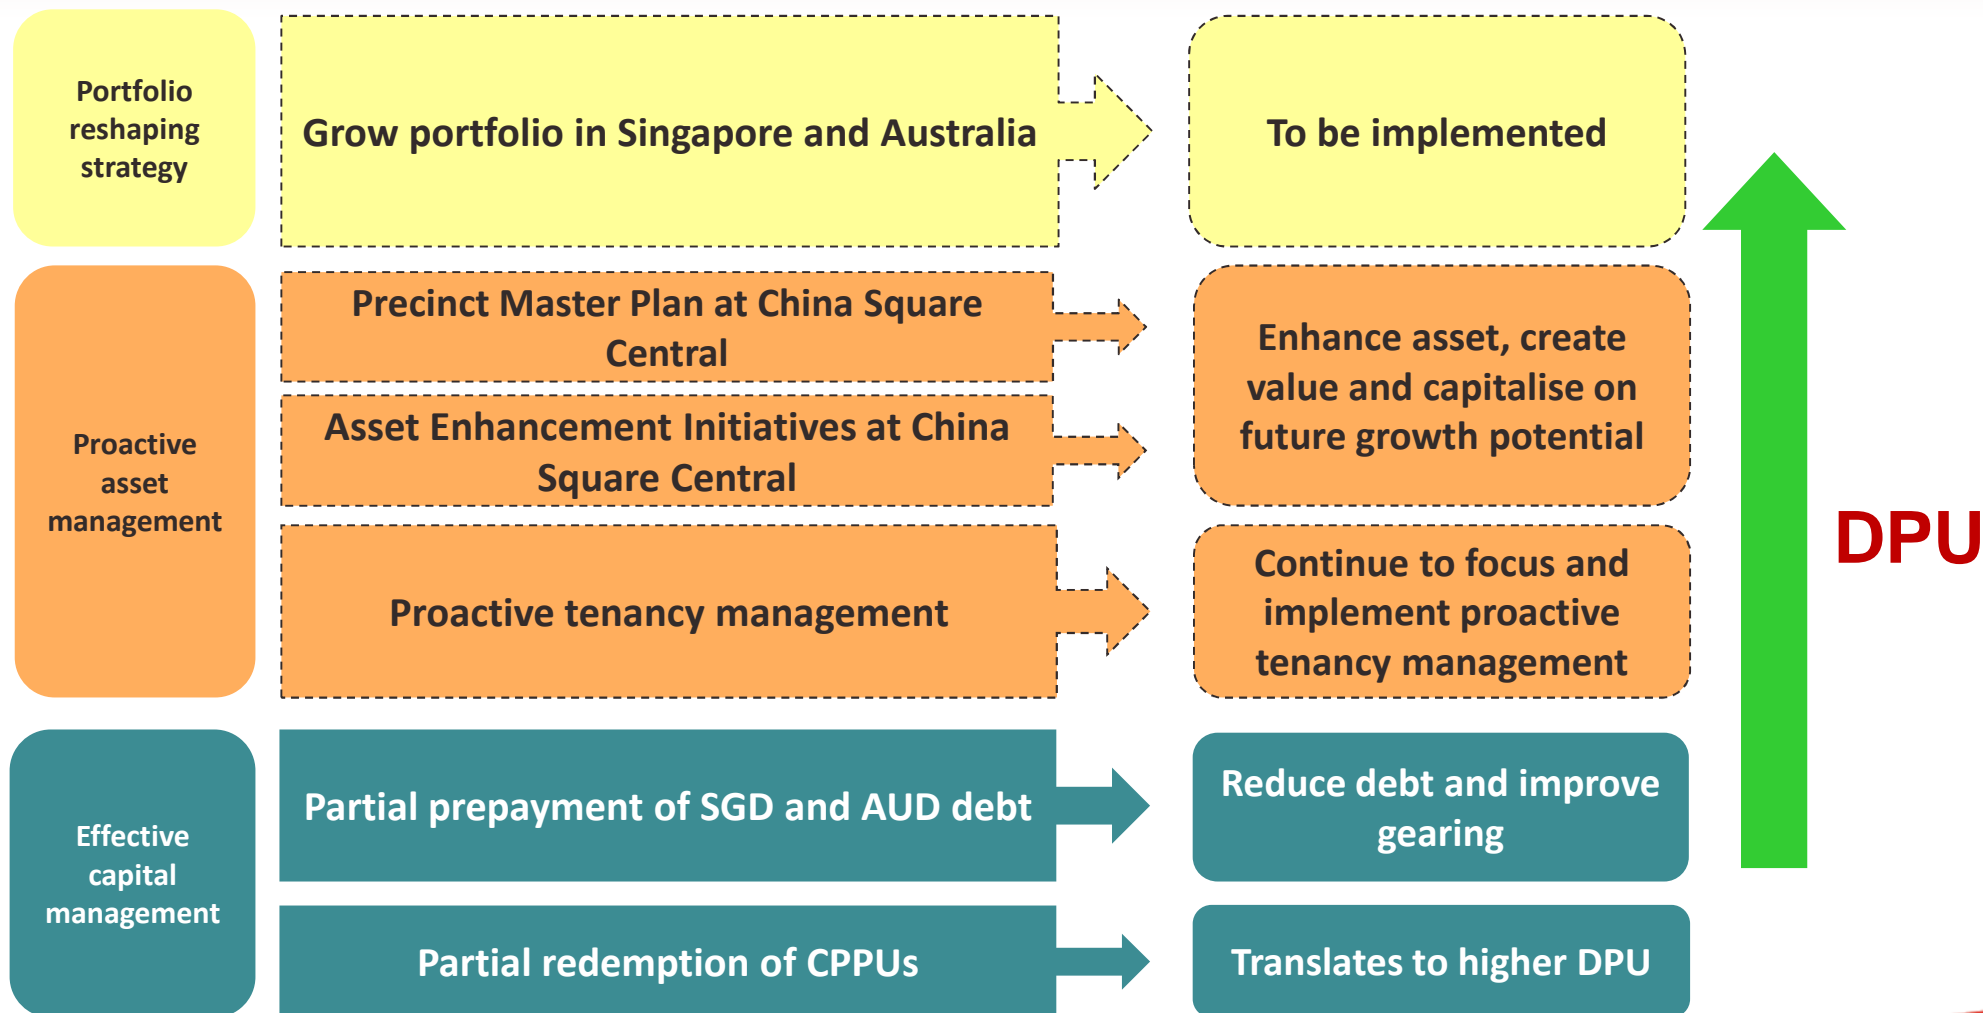 Portfolio
reshaping
strategy
Grow portfolio in Singapore and Australia
To be implemented
Proactive
asset
management
Precinct Master Plan at China Square
Central
Asset Enhancement Initiatives at China
Square Central
Enhance asset, create
value and capitalise on
future growth potential
Proactive tenancy management
Continue to focus and
implement proactive
tenancy management
DPU
Effective
capital
management
Partial prepayment of SGD and AUD debt
Reduce debt and improve
gearing
Partial redemption of CPPUs
Translates to higher DPU